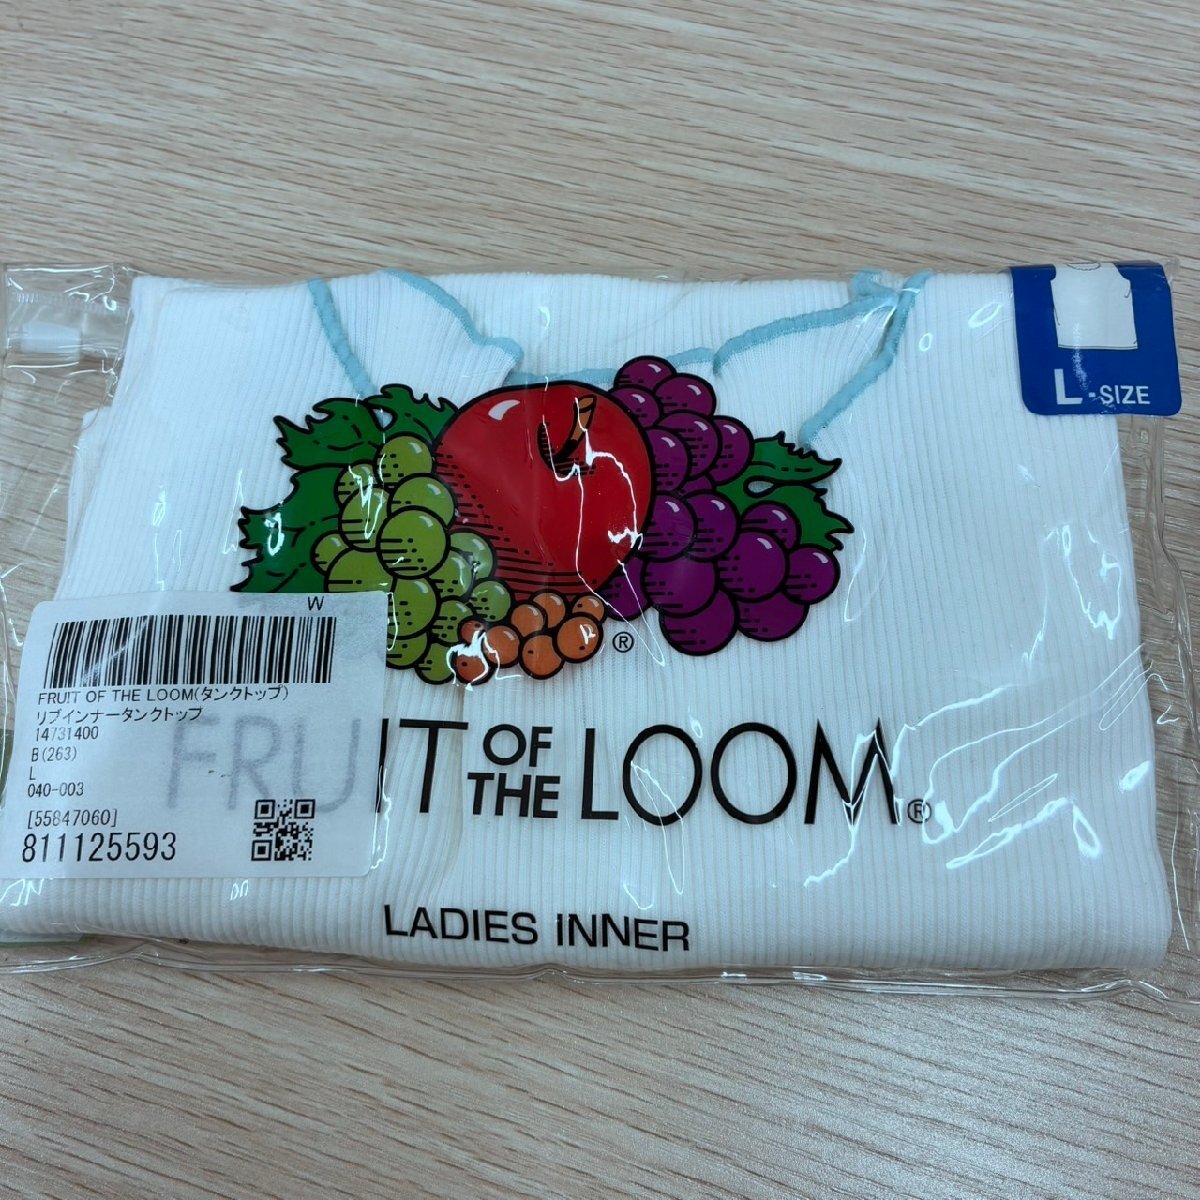 L-SIZE
®
W
FRUIT OF THE LOOM(タンクトップ)
リブインナータンクトップ
14731400
B(263)
L
040-003
[55847060]
811125593
FRUIT OF THE LOOM®
LADIES INNER